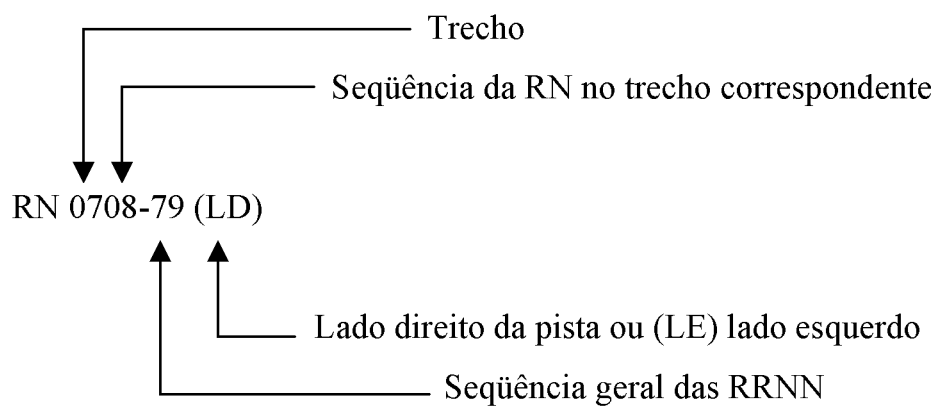 Trecho
Seqüência da RN no trecho correspondente
RN 0708-79 (LD)
Lado direito da pista ou (LE) lado esquerdo
Seqüência geral das RRNN